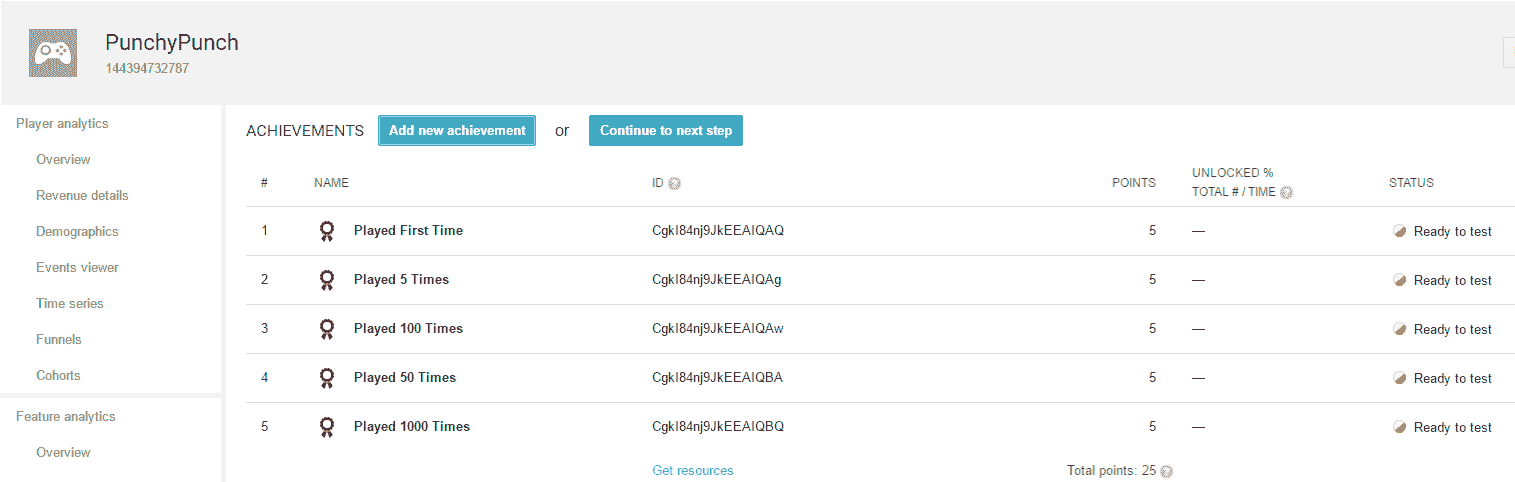 PunchyPunch
144394732787
Player analytics
Overview
Revenue details
Demographics
Events viewer
Time series
Funnels
Cohorts
Feature analytics
Overview
ACHIEVEMENTS Add new achievement or Continue to next step
# NAME ID POINTS UNLOCKED % TOTAL # / TIME STATUS
1 Played First Time CgkI84nj9JkEEAIQAQ 5 — Ready to test
2 Played 5 Times CgkI84nj9JkEEAIQAg 5 — Ready to test
3 Played 100 Times CgkI84nj9JkEEAIQAw 5 — Ready to test
4 Played 50 Times CgkI84nj9JkEEAIQBA 5 — Ready to test
5 Played 1000 Times CgkI84nj9JkEEAIQBQ 5 — Ready to test
Get resources Total points: 25